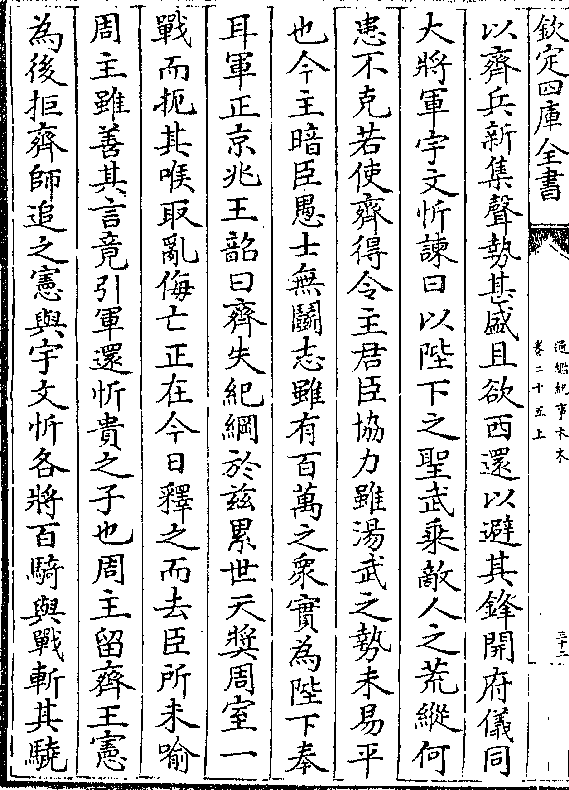 欽定四庫全書
通鑑紀事本末
卷二十五上
三十二
以齊兵新集聲勢甚盛且欲西還以避其鋒開府儀同
大將軍宇文忻諫曰以陛下之聖武乘敵人之荒縱何
患不克若使齊得令主君臣協力雖湯武之勢未易平
也今主暗臣愚士無鬭志雖有百萬之衆實為陛下奉
耳軍正京兆王韶曰齊失紀綱於兹累世天奬周室一
戰而扼其喉取亂侮亡正在今日釋之而去臣所未喻
周主雖善其言竟引軍還忻貴之子也周主留齊王憲
為後拒齊師追之憲與宇文忻各將百騎與戰斬其驍